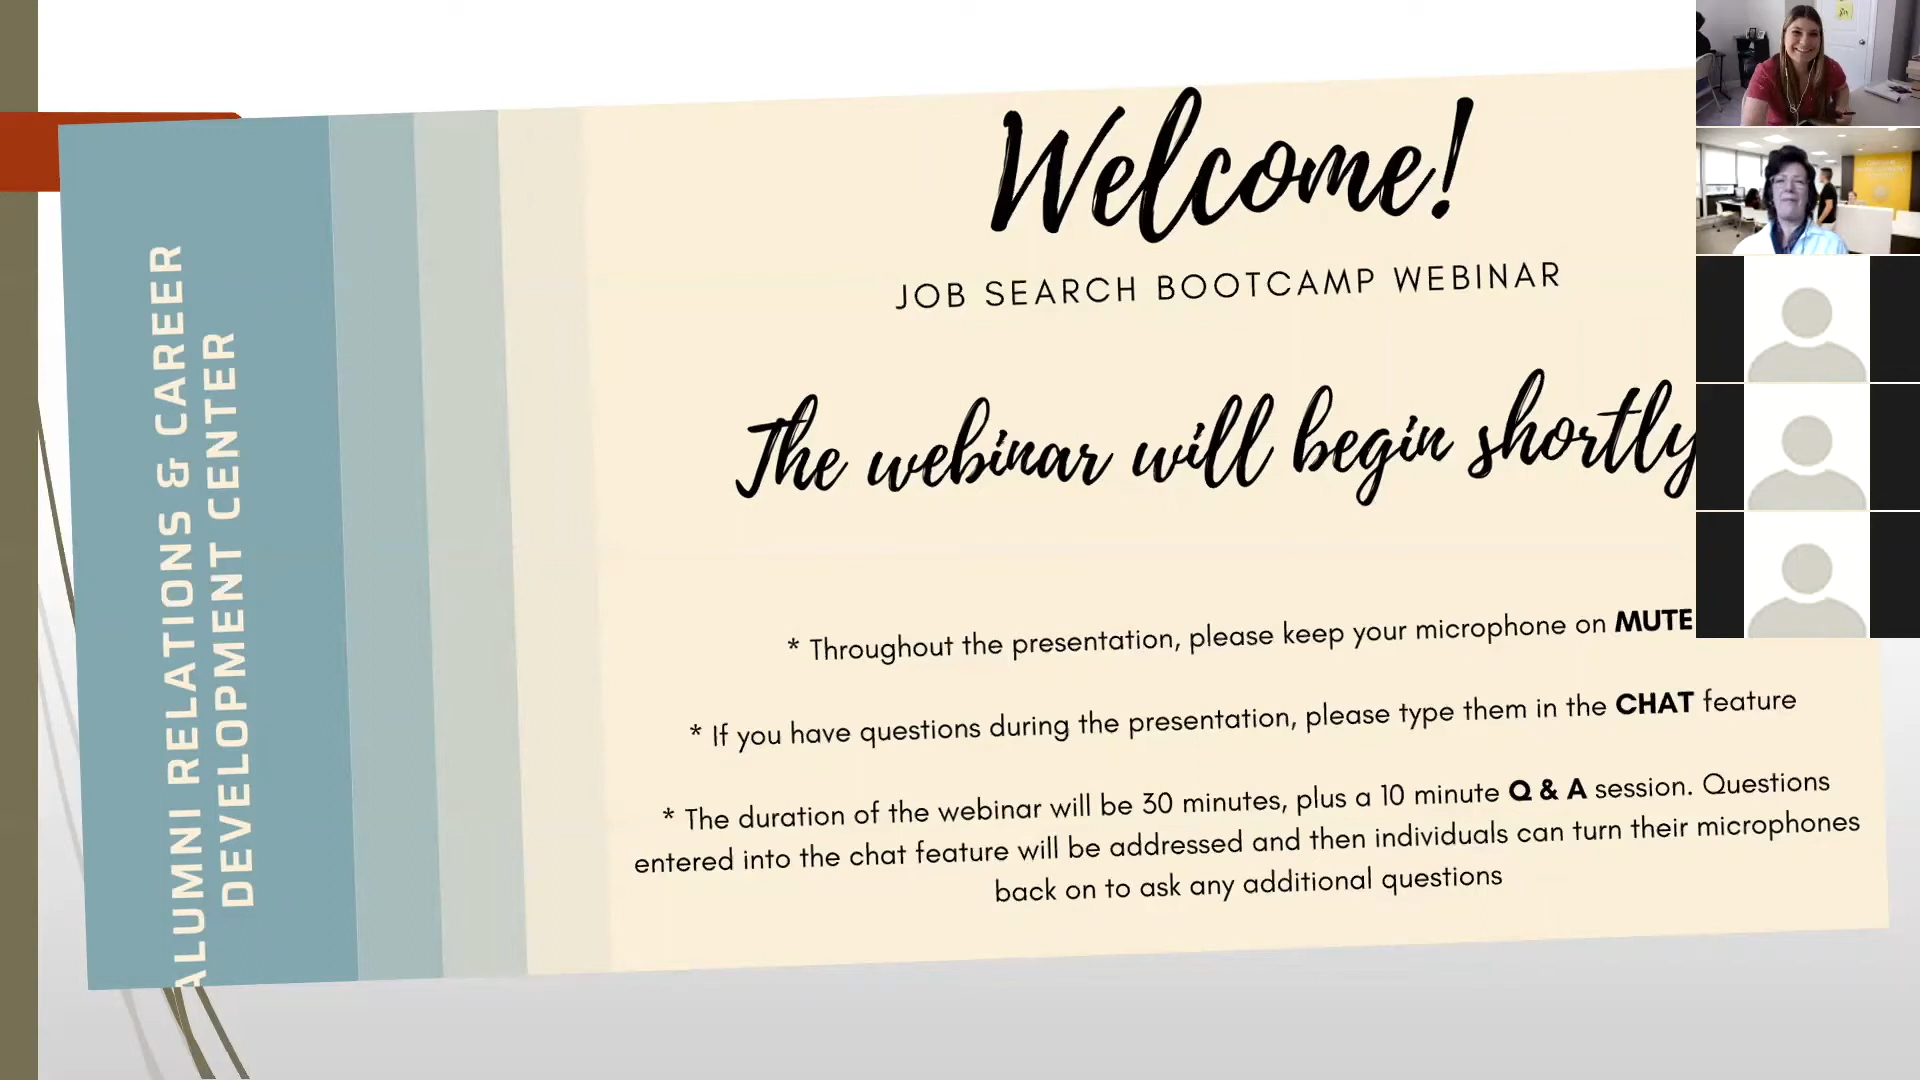 ALUMNI RELATIONS & CAREER
DEVELOPMENT CENTER
Welcome!
JOB SEARCH BOOTCAMP WEBINAR
The webinar will begin shortly
* Throughout the presentation, please keep your microphone on MUTE
* If you have questions during the presentation, please type them in the CHAT feature
* The duration of the webinar will be 30 minutes, plus a 10 minute Q & A session. Questions
entered into the chat feature will be addressed and then individuals can turn their microphones
back on to ask any additional questions